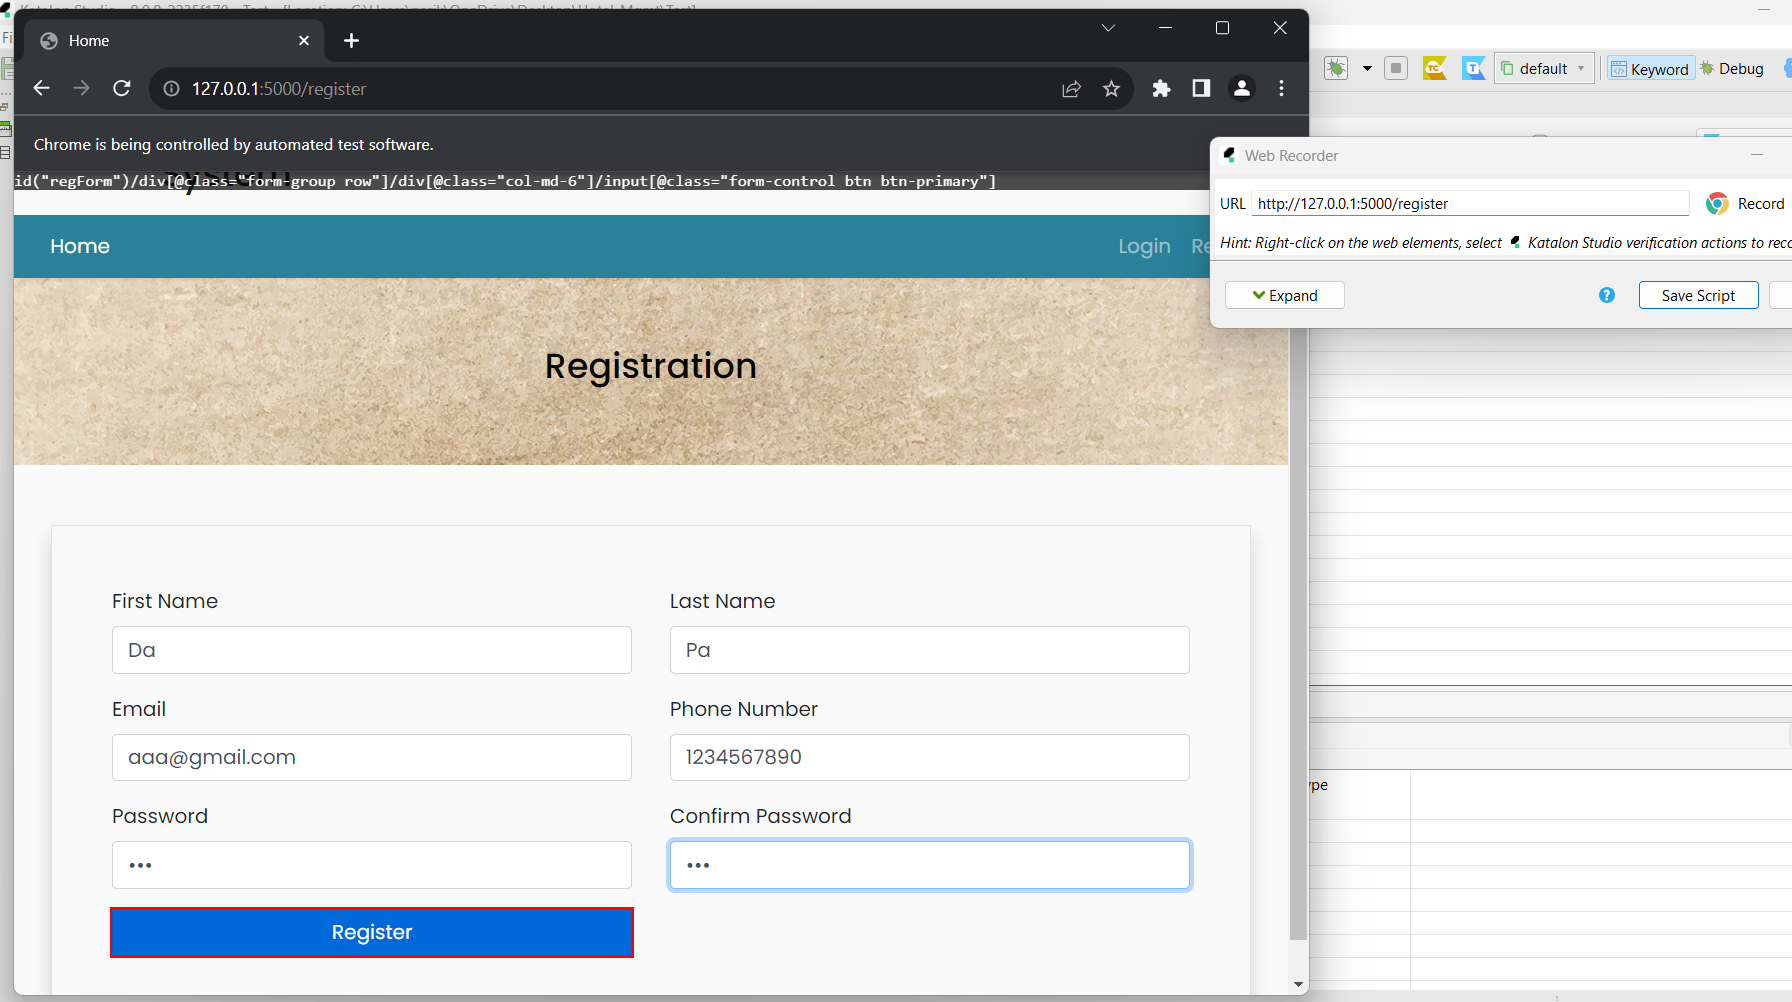 Home
127.0.0.1:5000/register
Chrome is being controlled by automated test software.
id("regForm")/div[@class="form-group row"]/div[@class="col-md-6"]/input[@class="form-control btn btn-primary"]
Home
Login
Registration
First Name
Last Name
Da
Pa
Email
Phone Number
aaa@gmail.com
1234567890
Password
Confirm Password
•••
•••
Register
TC
T
default
Keyword
Debug
Web Recorder
URL
http://127.0.0.1:5000/register
Record
Hint: Right-click on the web elements, select
Katalon Studio verification actions to reco
Expand
?
Save Script
ype